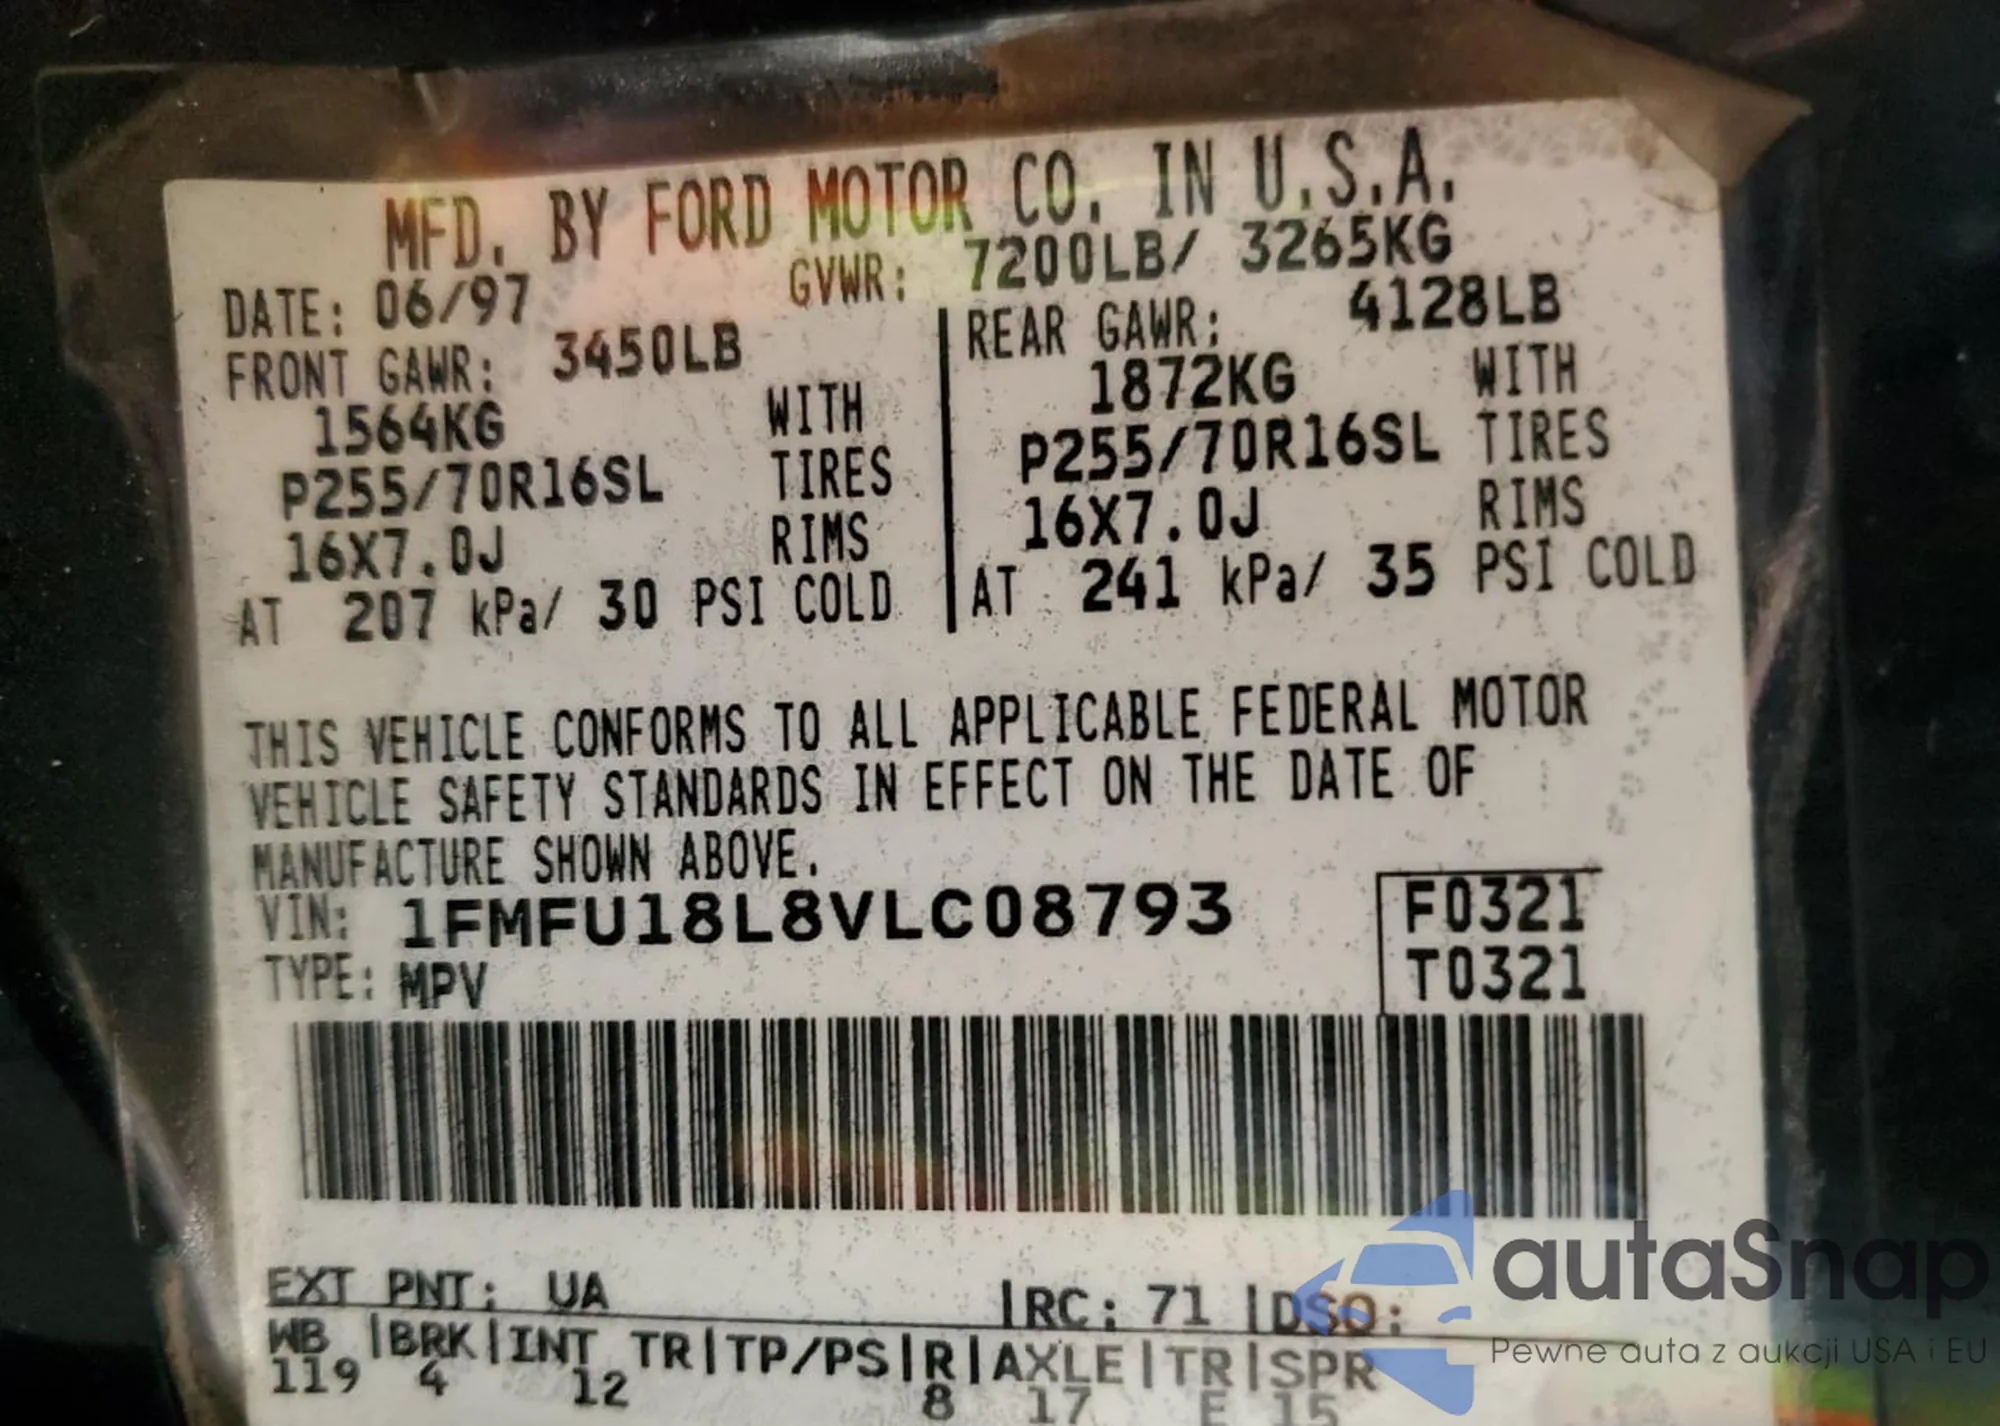 MFD. BY FORD MOTOR CO. IN U.S.A.
DATE: 06/97 GVWR: 7200LB/ 3265KG
FRONT GAWR: 3450LB
1564KG WITH
P255/70R16SL TIRES
16X7.0J RIMS
AT 207 kPa/ 30 PSI COLD
REAR GAWR: 4128LB
1872KG WITH
P255/70R16SL TIRES
16X7.0J RIMS
AT 241 kPa/ 35 PSI COLD
THIS VEHICLE CONFORMS TO ALL APPLICABLE FEDERAL MOTOR
VEHICLE SAFETY STANDARDS IN EFFECT ON THE DATE OF
MANUFACTURE SHOWN ABOVE.
VIN: 1FMFU18L8VLC08793
TYPE: MPV
F0321
T0321
EXT PNT: UA |RC: 71 |DSO:
WB |BRK|INT TR|TP/PS|R|AXLE|TR|SPR
119 4 12 8 17 E 15
autaSnap
Pewne auta z aukcji USA i EU